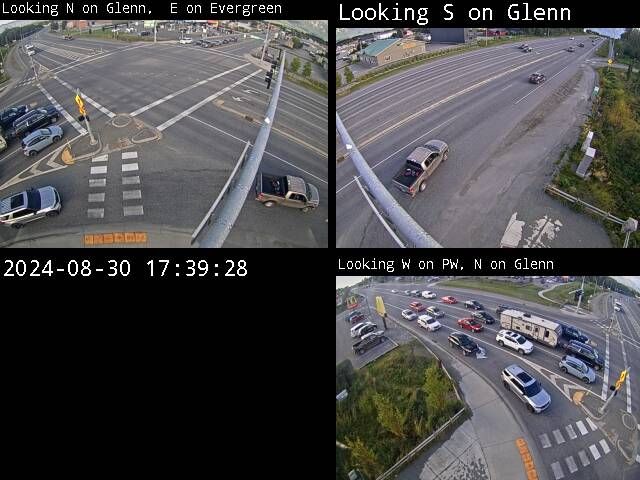 Looking N on Glenn, E on Evergreen
Looking S on Glenn
2024-08-30 17:39:28
Looking W on PW, N on Glenn